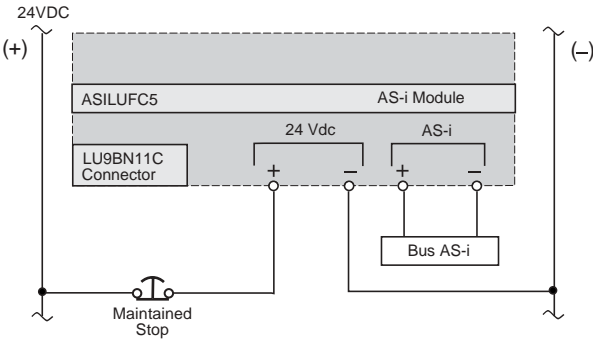 24VDC
(+)
(–)
ASILUFC5 AS-i Module
24 Vdc AS-i
LU9BN11C
Connector
+ – + –
Bus AS-i
Maintained
Stop